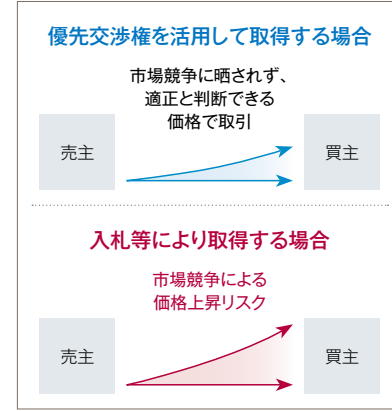 優先交渉権を活用して取得する場合
市場競争に晒されず、
適正と判断できる
価格で取引
売主
買主
入札等により取得する場合
市場競争による
価格上昇リスク
売主
買主